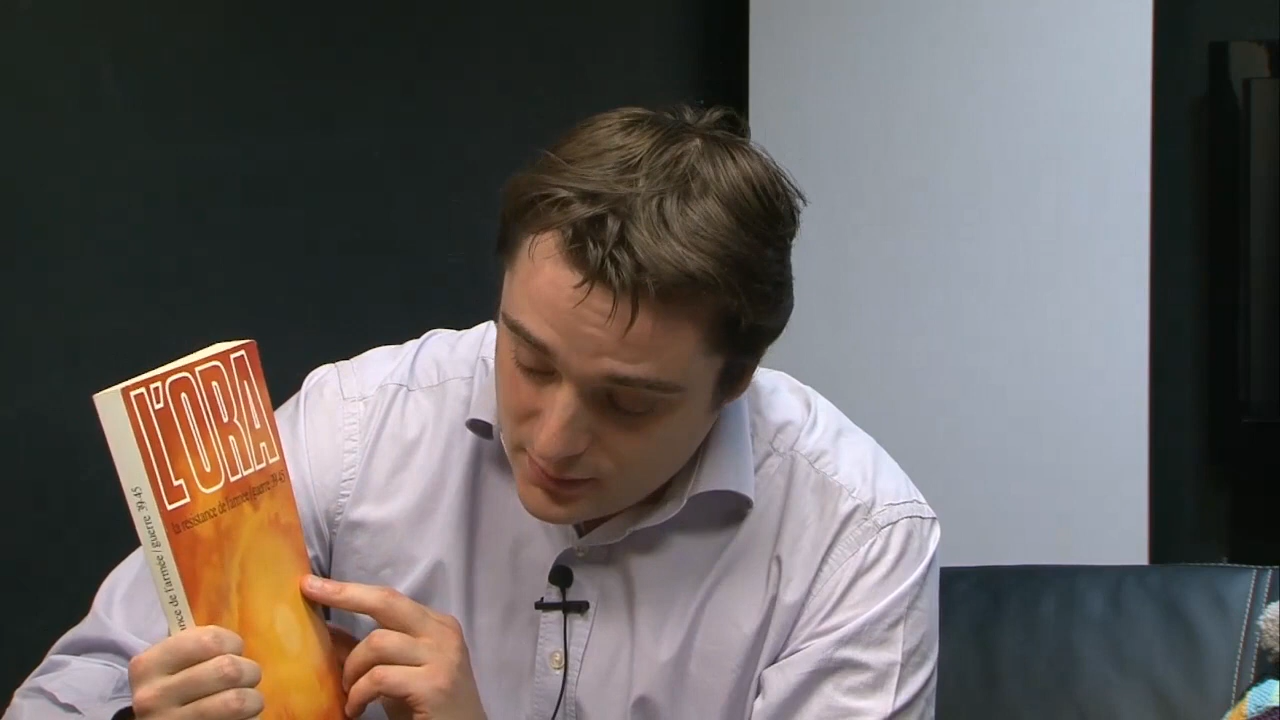 L'ORA
la résistance de l'armée/guerre 39.45
nce de l'armée / guerre 39-45